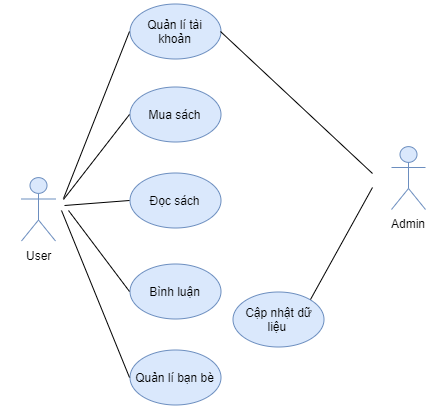 Quản lí tài
khoản
Mua sách
Đọc sách
User
Admin
Bình luận
Cập nhật dữ
liệu
Quản lí bạn bè